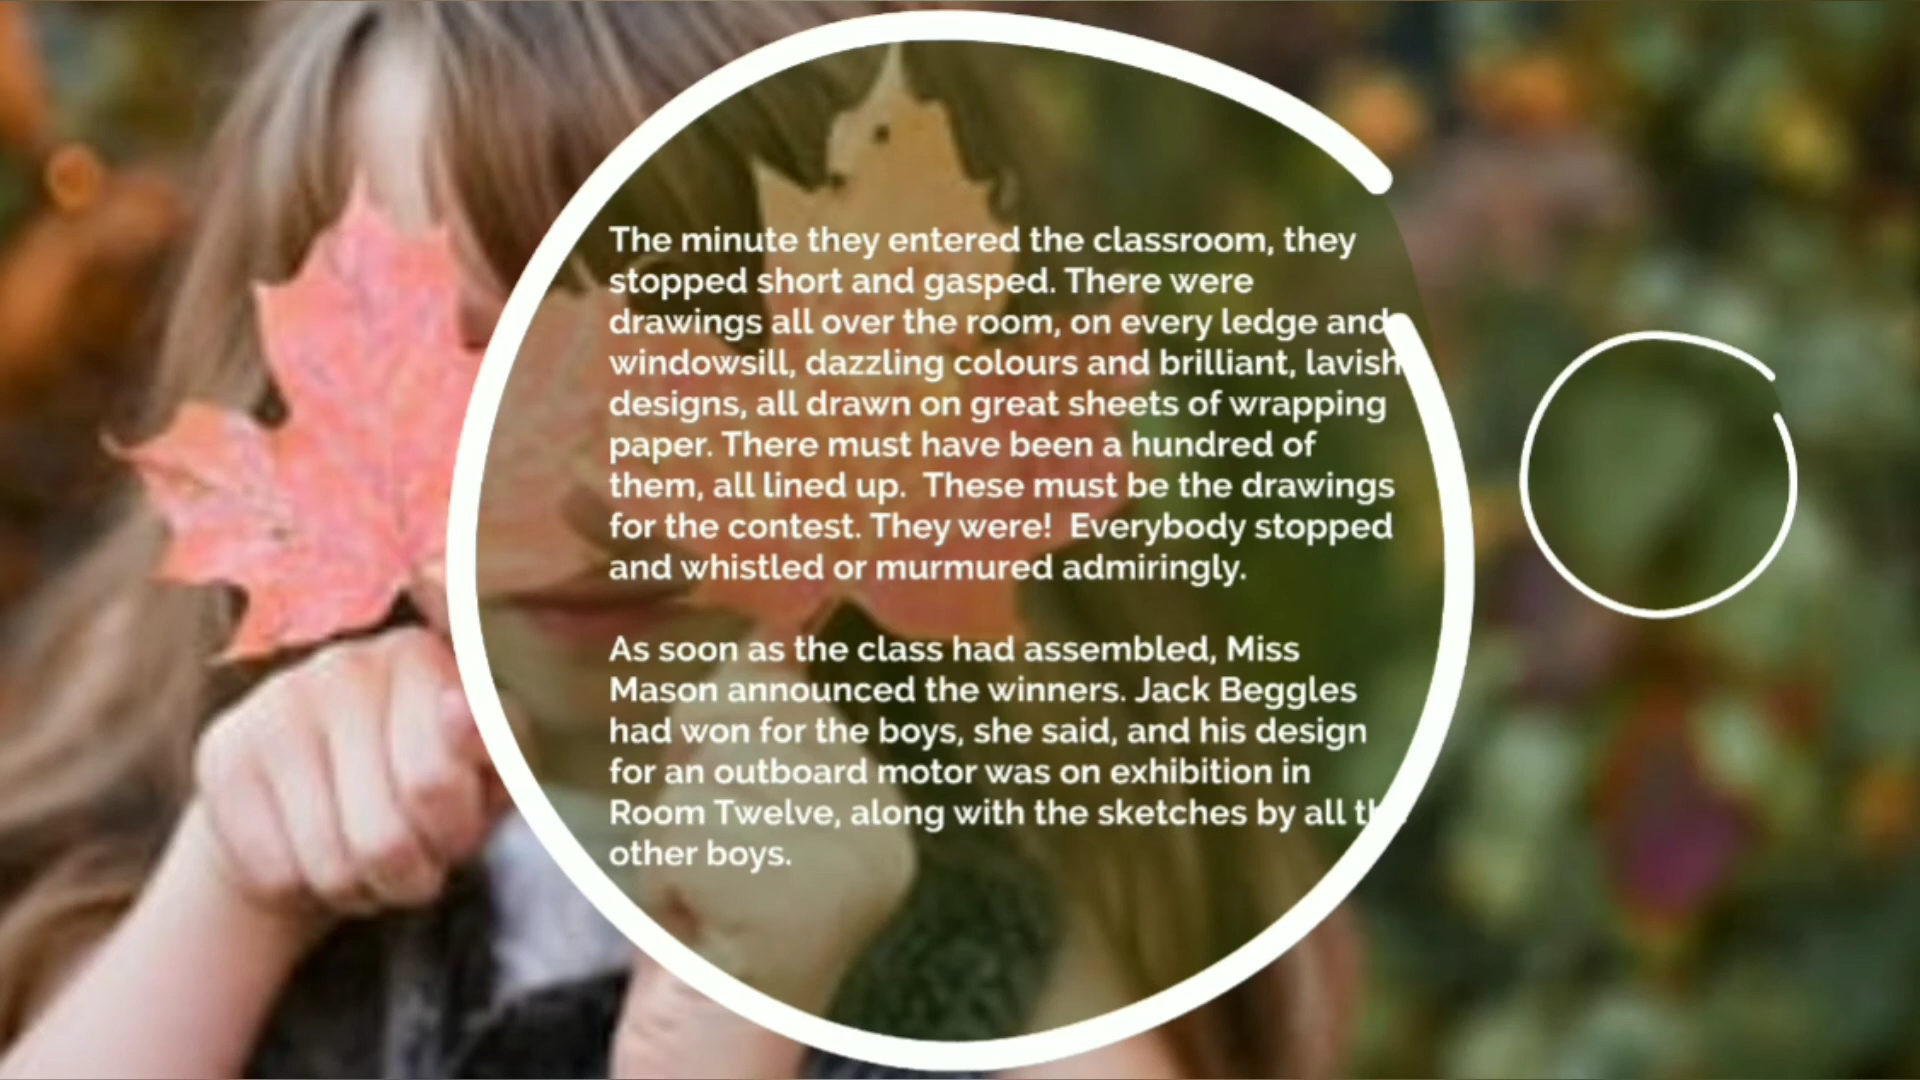 The minute they entered the classroom, they
stopped short and gasped. There were
drawings all over the room, on every ledge and
windowsill, dazzling colours and brilliant, lavish
designs, all drawn on great sheets of wrapping
paper. There must have been a hundred of
them, all lined up.  These must be the drawings
for the contest. They were!  Everybody stopped
and whistled or murmured admiringly.

As soon as the class had assembled, Miss
Mason announced the winners. Jack Beggles
had won for the boys, she said, and his design
for an outboard motor was on exhibition in
Room Twelve, along with the sketches by all the
other boys.